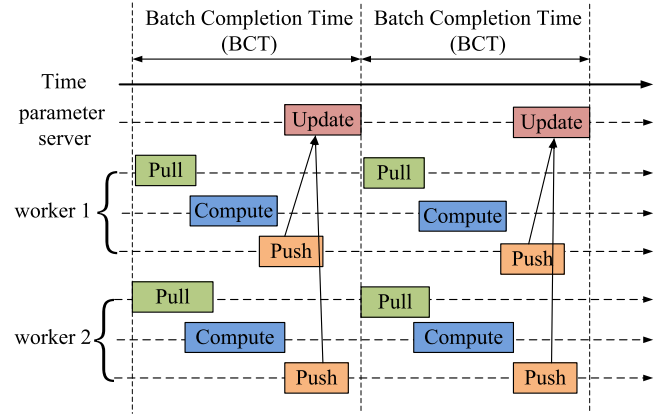 Batch Completion Time
(BCT)
Batch Completion Time
(BCT)
Time
parameter
server
Update
Update
Pull
Pull
worker 1
Compute
Compute
Push
Push
Pull
Pull
worker 2
Compute
Compute
Push
Push